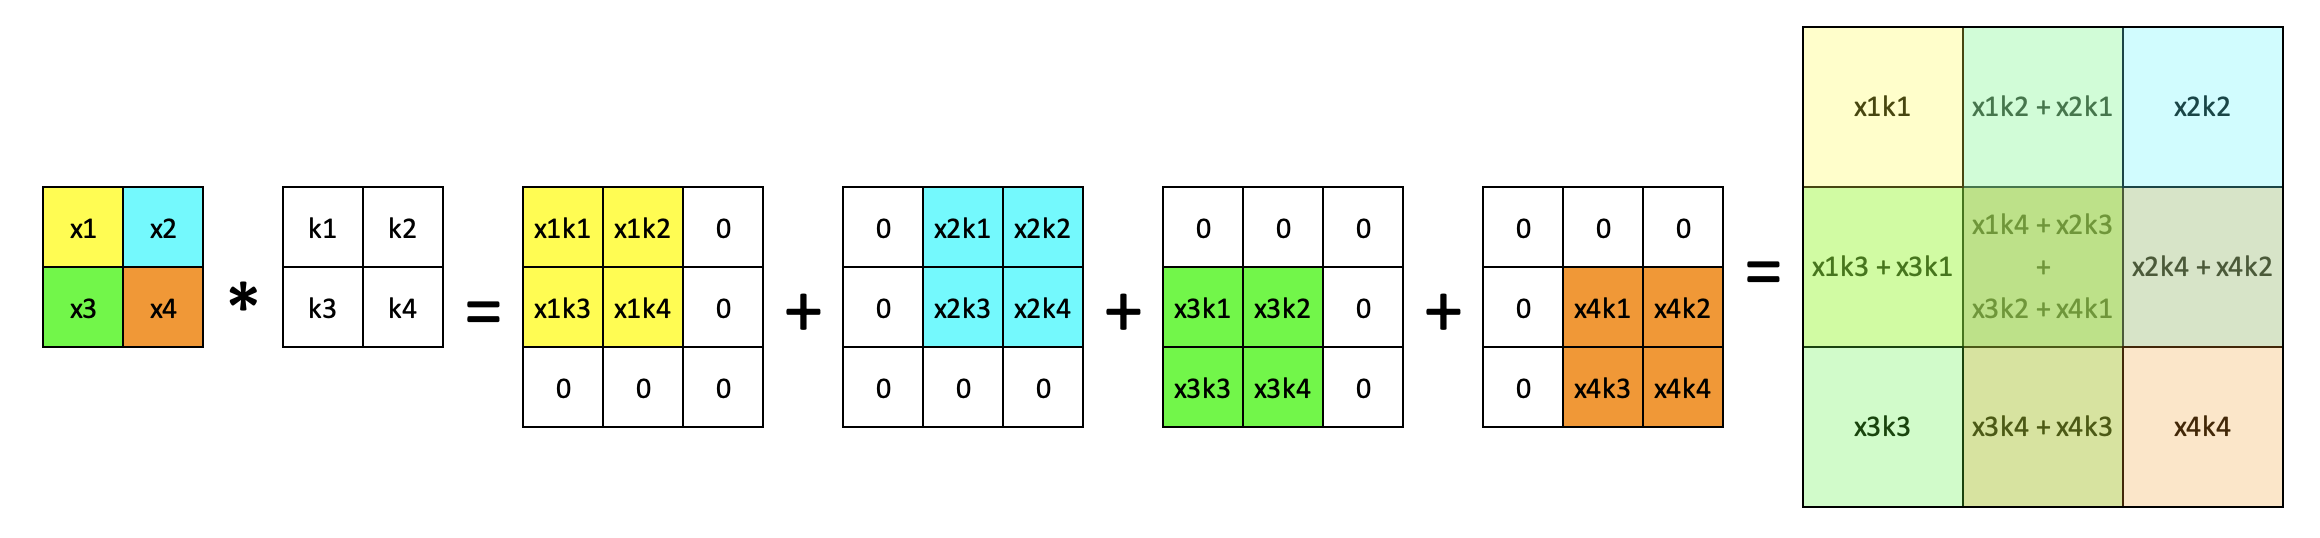 x1 x2
x3 x4
*
k1 k2
k3 k4
=
x1k1 x1k2 0
x1k3 x1k4 0
0 0 0
+
0 x2k1 x2k2
0 x2k3 x2k4
0 0 0
+
0 0 0
x3k1 x3k2 0
x3k3 x3k4 0
+
0 0 0
0 x4k1 x4k2
0 x4k3 x4k4
=
x1k1 x1k2 + x2k1 x2k2
x1k3 + x3k1
x1k4 + x2k3
+
x3k2 + x4k1
x2k4 + x4k2
x3k3 x3k4 + x4k3 x4k4